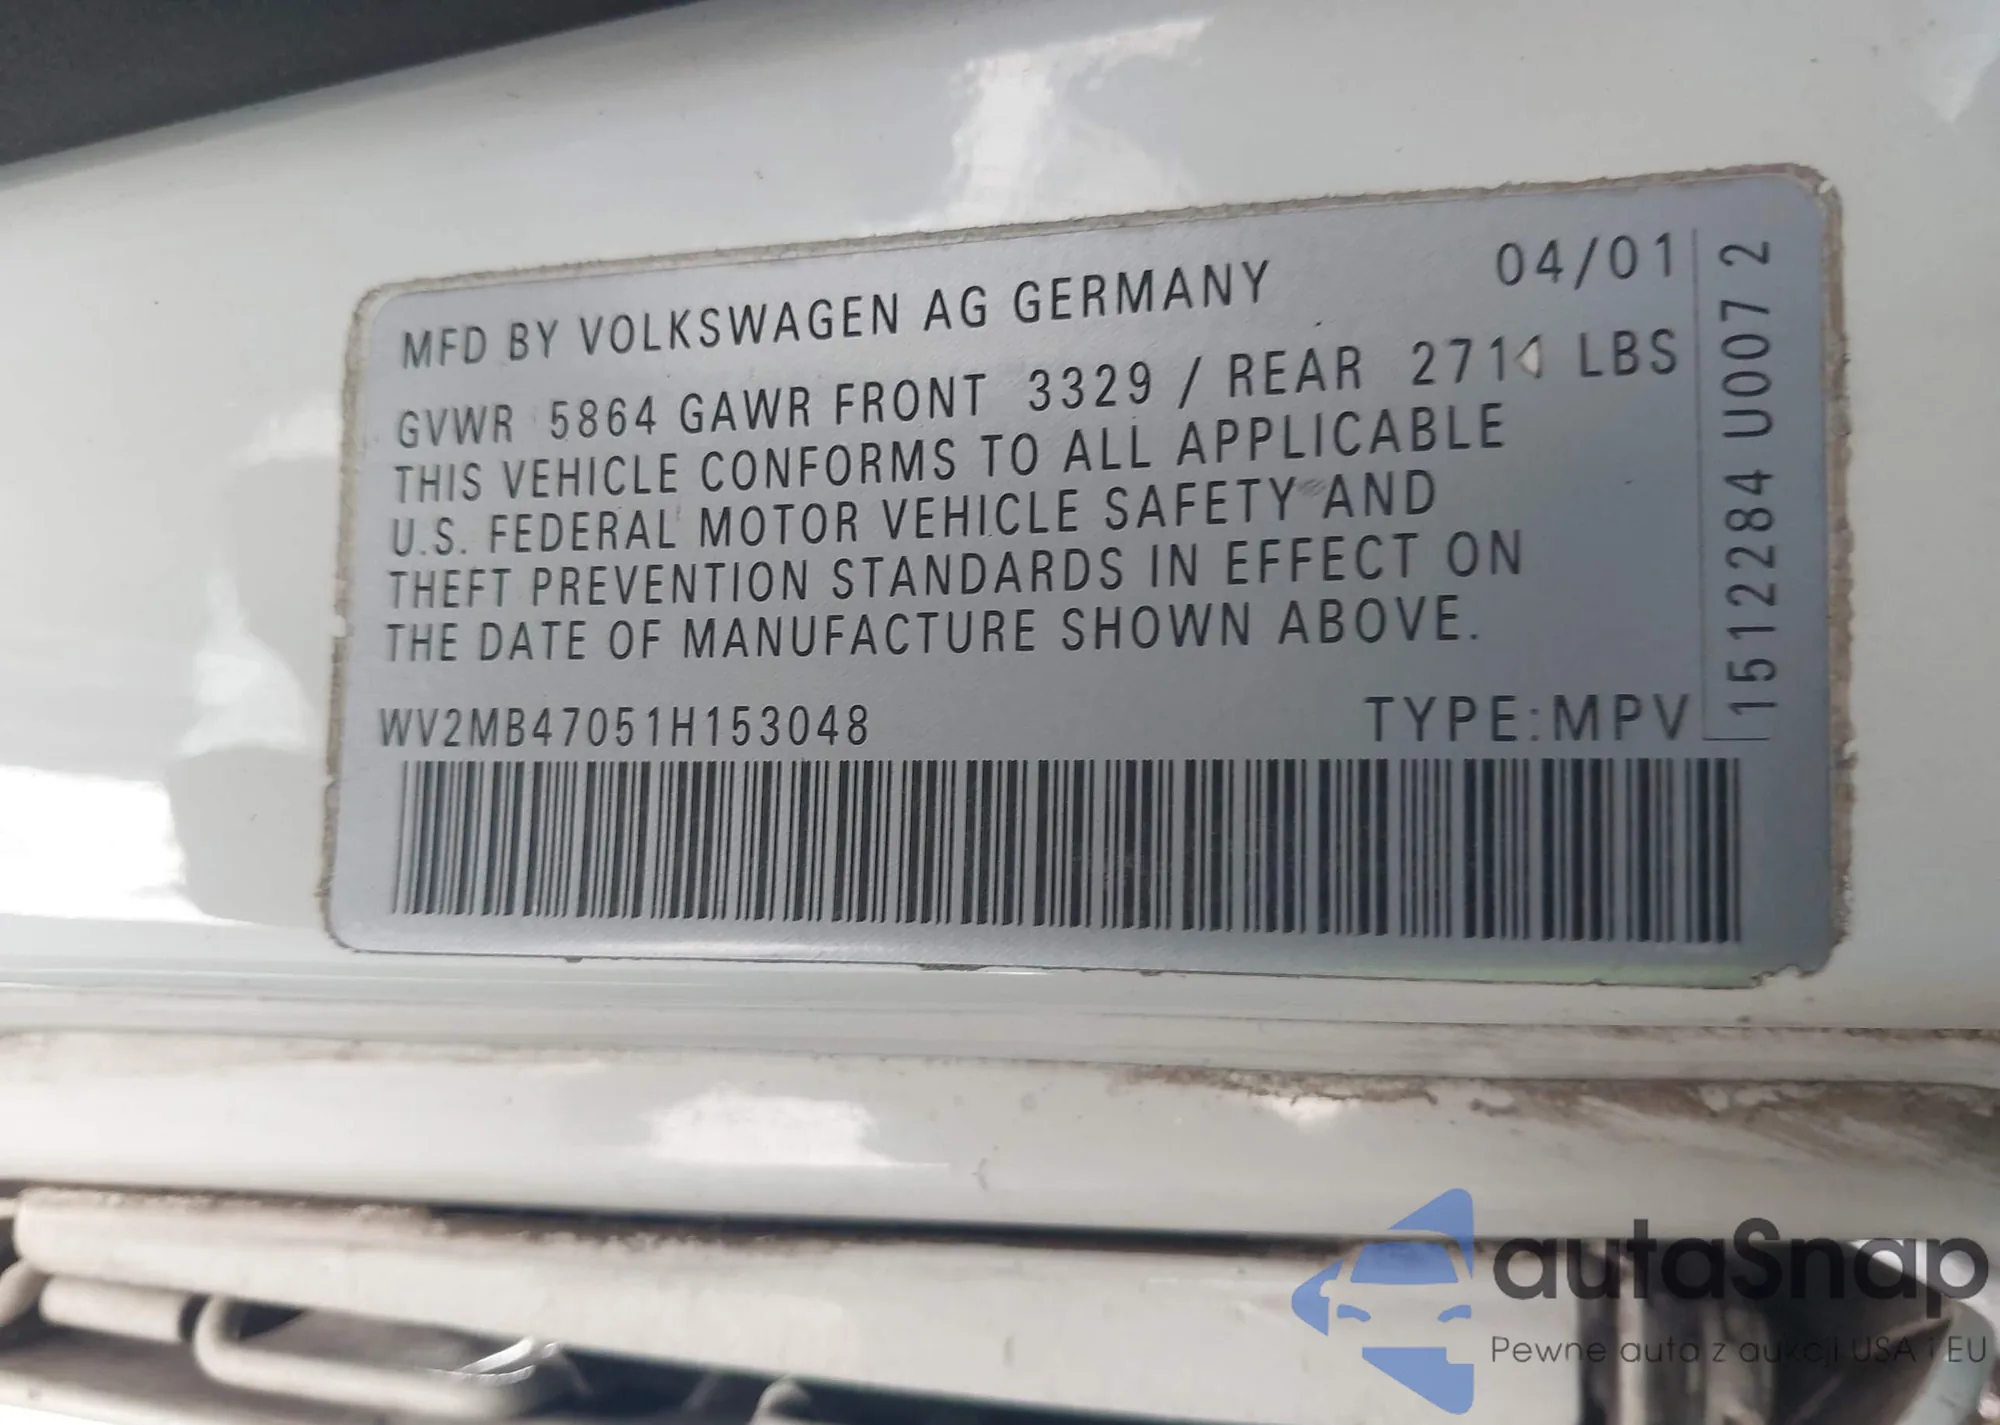 MFD BY VOLKSWAGEN AG GERMANY 04/01
GVWR 5864 GAWR FRONT 3329 / REAR 2711 LBS
THIS VEHICLE CONFORMS TO ALL APPLICABLE
U.S. FEDERAL MOTOR VEHICLE SAFETY AND
THEFT PREVENTION STANDARDS IN EFFECT ON
THE DATE OF MANUFACTURE SHOWN ABOVE.
WV2MB47051H153048 TYPE:MPV
1512284 U007 2
autaSnap
Pewne auta z aukcji USA i EU